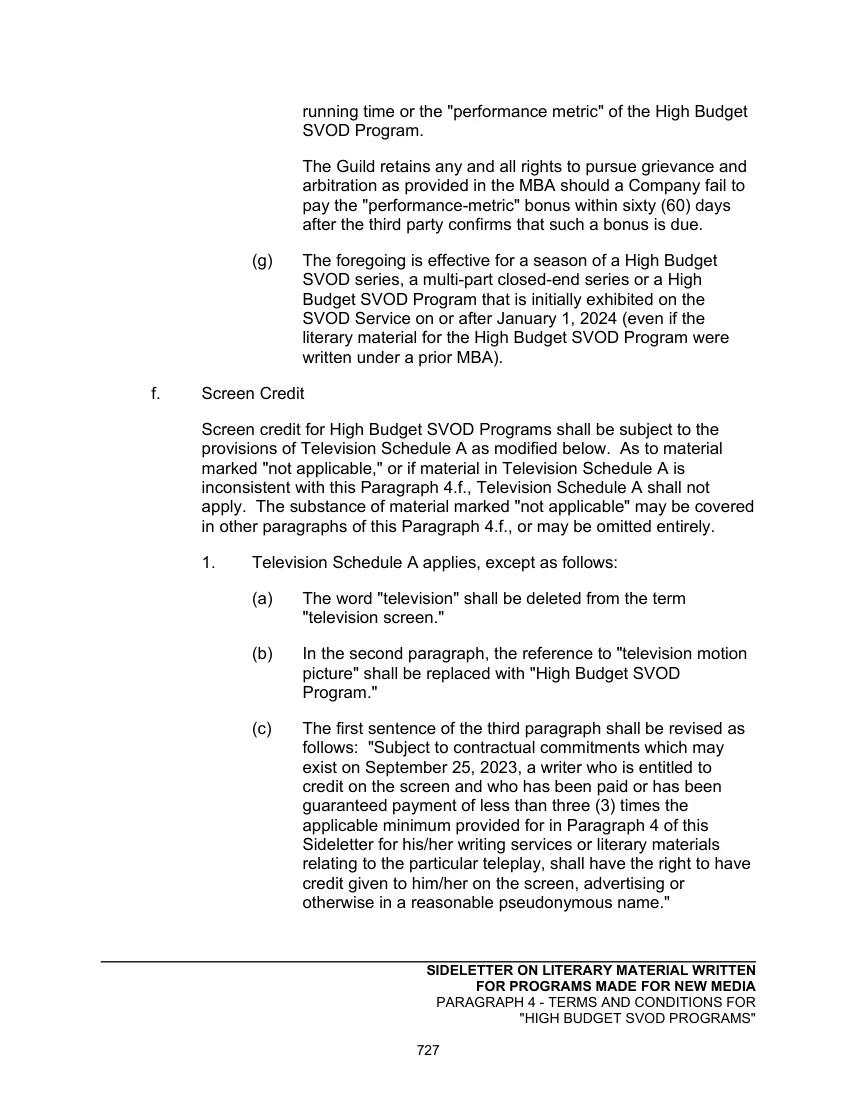 running time or the "performance metric" of the High Budget
SVOD Program.
The Guild retains any and all rights to pursue grievance and
arbitration as provided in the MBA should a Company fail to
pay the "performance-metric" bonus within sixty (60) days
after the third party confirms that such a bonus is due.
(g) The foregoing is effective for a season of a High Budget
SVOD series, a multi-part closed-end series or a High
Budget SVOD Program that is initially exhibited on the
SVOD Service on or after January 1, 2024 (even if the
literary material for the High Budget SVOD Program were
written under a prior MBA).
f. Screen Credit
Screen credit for High Budget SVOD Programs shall be subject to the
provisions of Television Schedule A as modified below.  As to material
marked "not applicable," or if material in Television Schedule A is
inconsistent with this Paragraph 4.f., Television Schedule A shall not
apply.  The substance of material marked "not applicable" may be covered
in other paragraphs of this Paragraph 4.f., or may be omitted entirely.
1. Television Schedule A applies, except as follows:
(a) The word "television" shall be deleted from the term
"television screen."
(b) In the second paragraph, the reference to "television motion
picture" shall be replaced with "High Budget SVOD
Program."
(c) The first sentence of the third paragraph shall be revised as
follows:  "Subject to contractual commitments which may
exist on September 25, 2023, a writer who is entitled to
credit on the screen and who has been paid or has been
guaranteed payment of less than three (3) times the
applicable minimum provided for in Paragraph 4 of this
Sideletter for his/her writing services or literary materials
relating to the particular teleplay, shall have the right to have
credit given to him/her on the screen, advertising or
otherwise in a reasonable pseudonymous name."
SIDELETTER ON LITERARY MATERIAL WRITTEN
FOR PROGRAMS MADE FOR NEW MEDIA
PARAGRAPH 4 - TERMS AND CONDITIONS FOR
"HIGH BUDGET SVOD PROGRAMS"
727